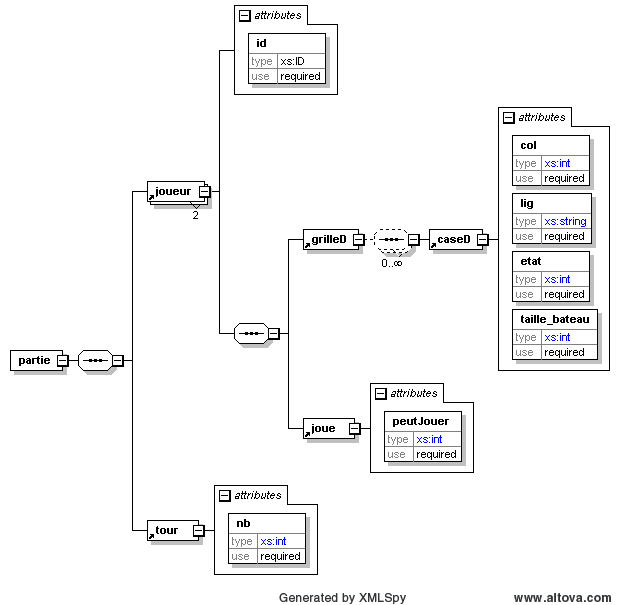 attributes
id
type xs:ID
use required
attributes
col
type xs:int
use required
joueur
2
lig
type xs:string
use required
grilleD
0..∞
caseD
etat
type xs:int
use required
taille_bateau
type xs:int
use required
partie
attributes
peutJouer
type xs:int
use required
joue
attributes
nb
type xs:int
use required
tour
Generated by XMLSpy
www.altova.com